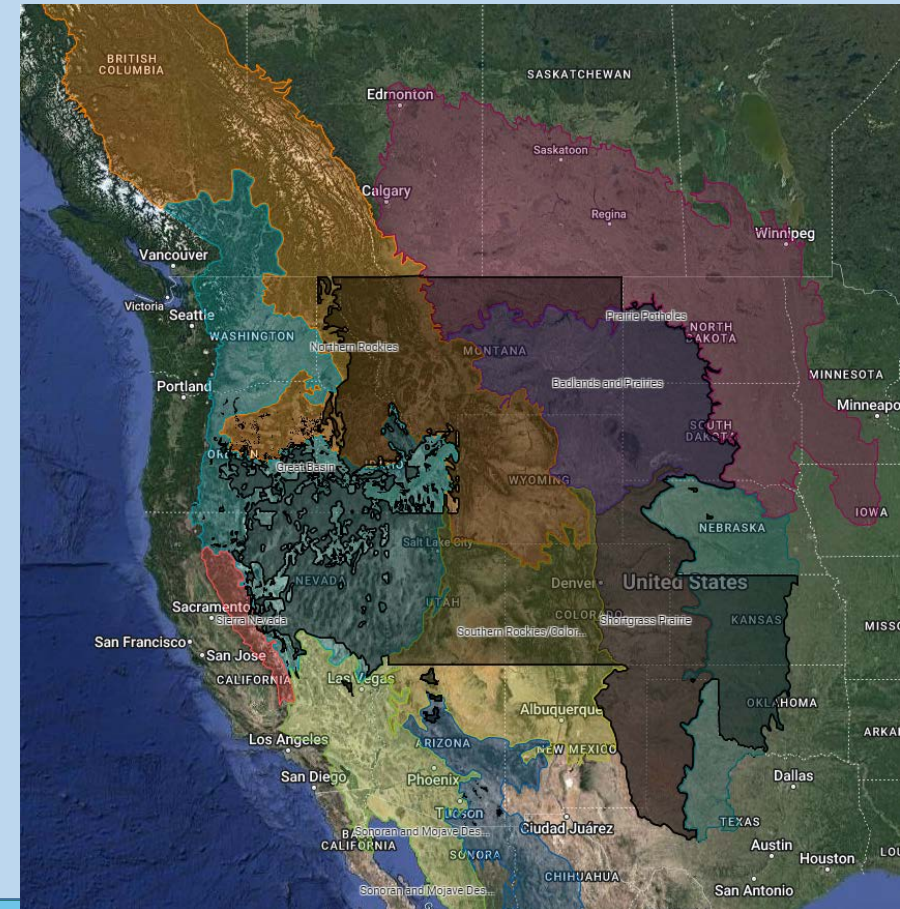 BRITISH
COLUMBIA
SASKATCHEWAN
Edmonton
Saskatoon
Calgary
Regina
Winnipeg
Vancouver
Victoria
Seattle
WASHINGTON
Prairie Potholes
NORTH
DAKOTA
Northern Rockies
MONTANA
MINNESOTA
Portland
Badlands and Prairies
Minneapo
SOUTH
DAKOTA
OREGON
Great Basin
IDAHO
WYOMING
IOWA
NEBRASKA
Salt Lake City
NEVADA
Denver
United States
UTAH
COLORADO
Sacramento
Sierra Nevada
Southern Rockies/Color...
Shortgrass Prairie
KANSAS
MISSO
San Francisco
San Jose
CALIFORNIA
Las Vegas
OKLAHOMA
Albuquerque
ARKA
Los Angeles
ARIZONA
NEW MEXICO
San Diego
Phoenix
Dallas
Tucson
Ciudad Juárez
TEXAS
BAJA
CALIFORNIA
Sonoran and Mojave Des...
SONORA
Austin
Houston
LOU
CHIHUAHUA
Sonoran and Mojave Des...
San Antonio